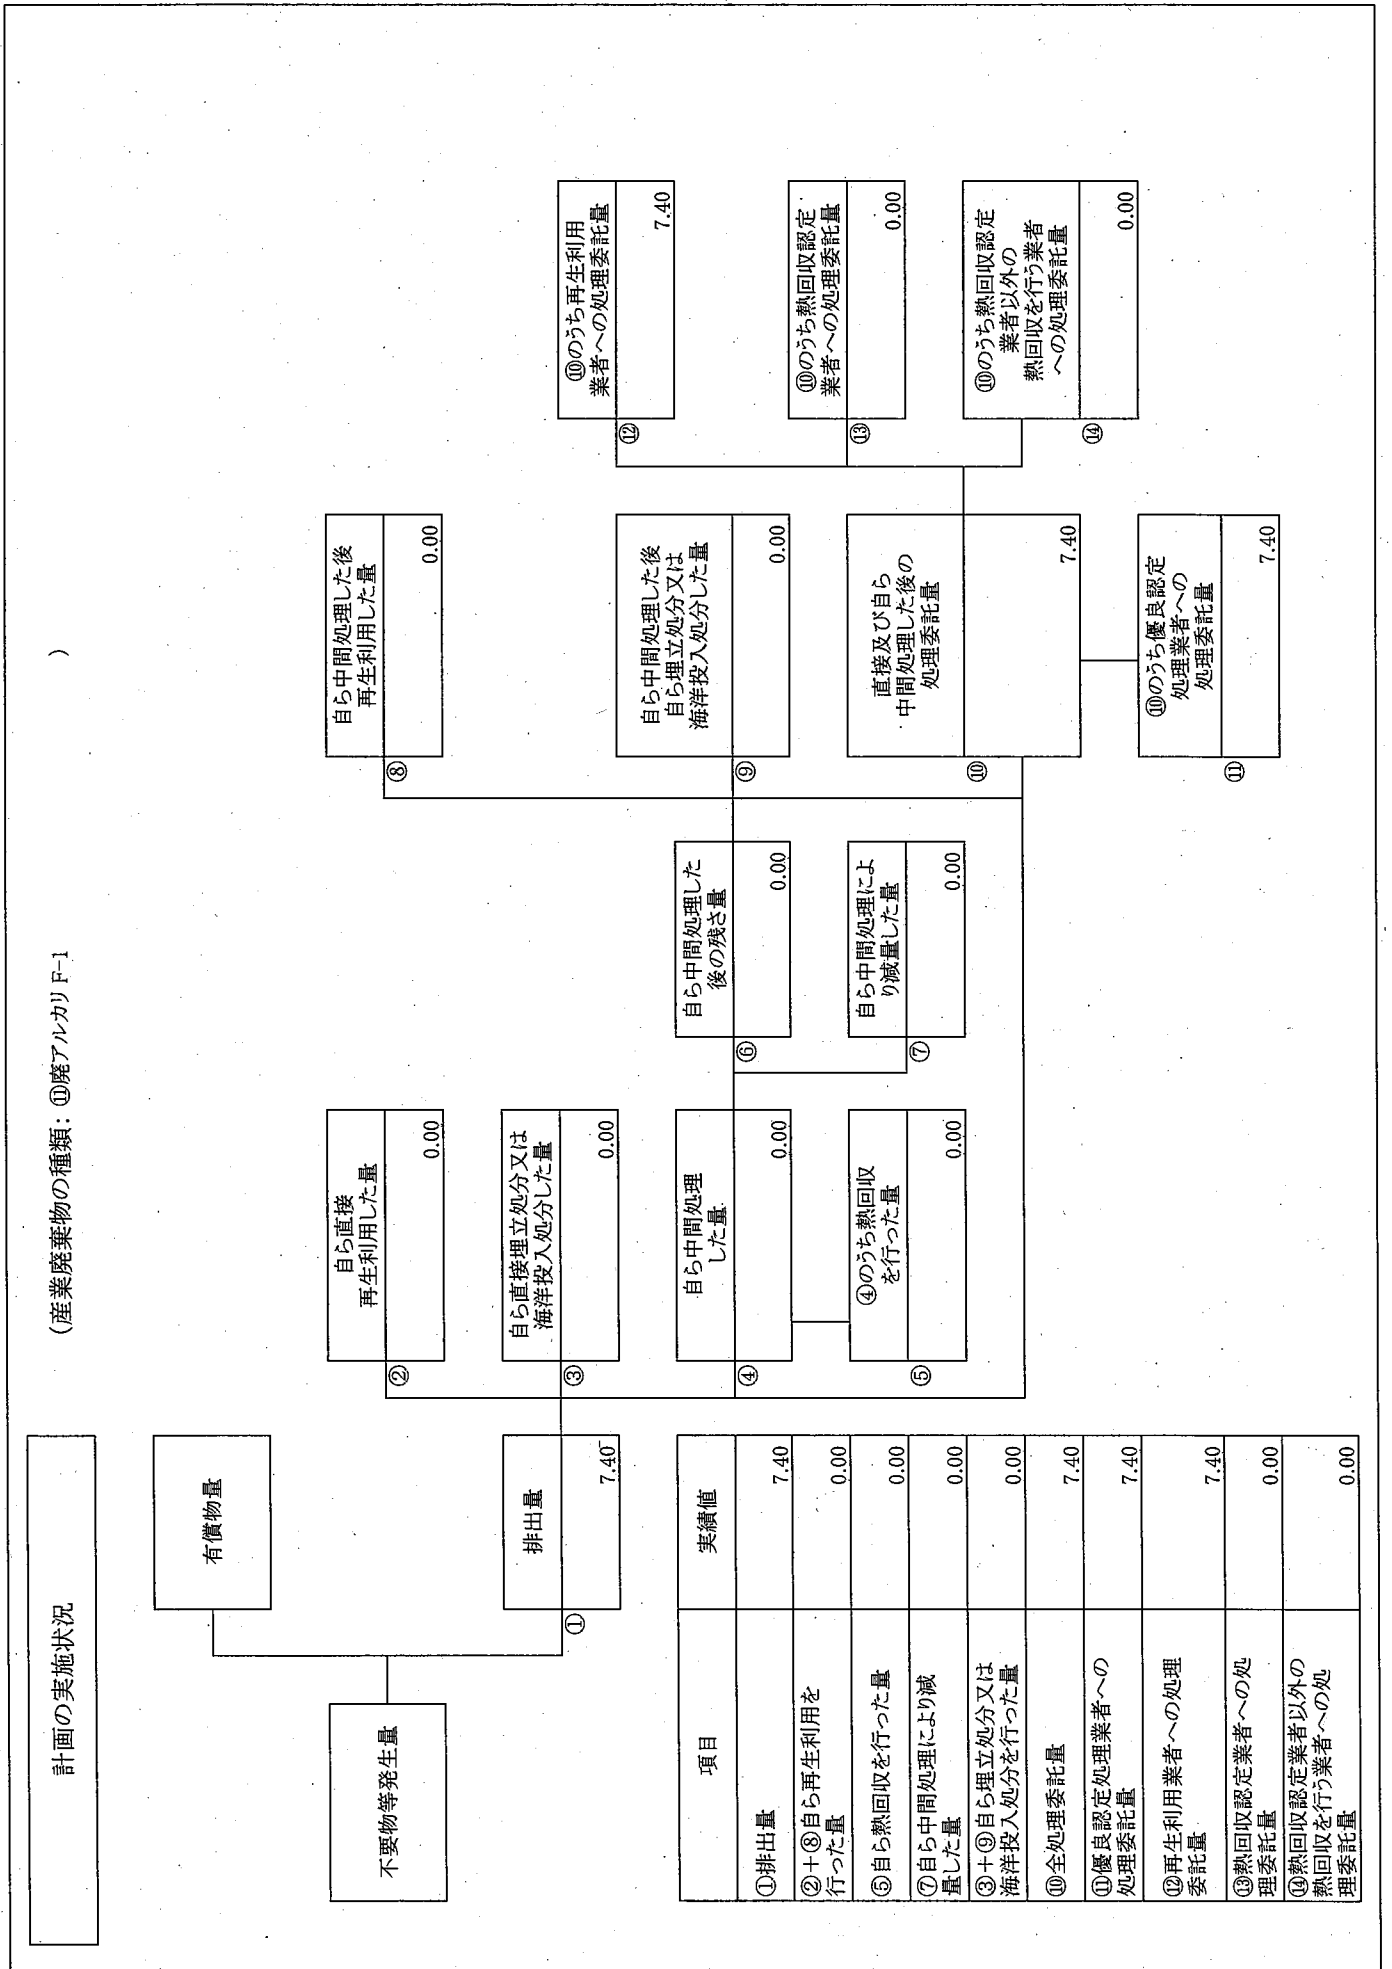 計画の実施状況
(産業廃棄物の種類：⑪廃アルカリ F-1 )
不要物等発生量
有償物量
①
排出量
7.40
②
自ら直接
再生利用した量
0.00
③
自ら直接埋立処分又は
海洋投入処分した量
0.00
④
自ら中間処理
した量
0.00
⑤
④のうち熱回収
を行った量
0.00
⑥
自ら中間処理した
後の残さ量
0.00
⑦
自ら中間処理によ
り減量した量
0.00
⑧
自ら中間処理した後
再生利用した量
0.00
⑨
自ら中間処理した後
自ら埋立処分又は
海洋投入処分した量
0.00
⑩
直接及び自ら
中間処理した後の
処理委託量
7.40
⑪
⑩のうち優良認定
処理業者への
処理委託量
7.40
⑫
⑩のうち再生利用
業者への処理委託量
7.40
⑬
⑩のうち熱回収認定
業者への処理委託量
0.00
⑭
⑩のうち熱回収認定
業者以外の
熱回収を行う業者
への処理委託量
0.00
項目 実績値
①排出量 7.40
②+⑧自ら再生利用を
行った量 0.00
⑤自ら熱回収を行った量 0.00
⑦自ら中間処理により減
量した量 0.00
③+⑨自ら埋立処分又は
海洋投入処分を行った量 0.00
⑩全処理委託量 7.40
⑪優良認定処理業者への
処理委託量 7.40
⑫再生利用業者への処理
委託量 7.40
⑬熱回収認定業者への処
理委託量 0.00
⑭熱回収認定業者以外の
熱回収を行う業者への処
理委託量 0.00